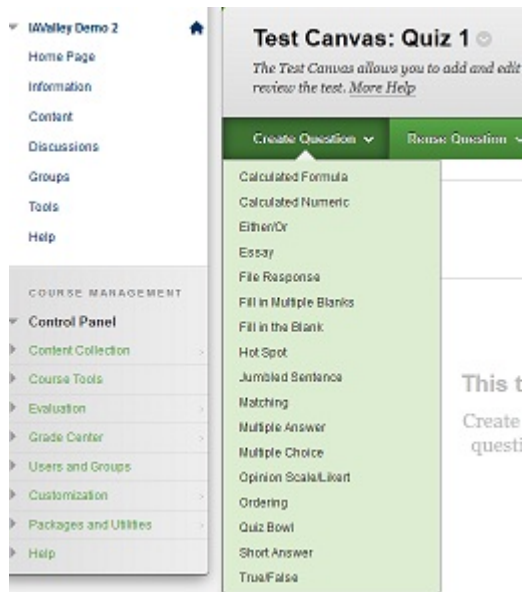 IAValley Demo 2
Home Page
Information
Content
Discussions
Groups
Tools
Help
COURSE MANAGEMENT
Control Panel
Content Collection
Course Tools
Evaluation
Grade Center
Users and Groups
Customization
Packages and Utilities
Help
Test Canvas: Quiz 1
The Test Canvas allows you to add and edit
review the test. More Help
Create Question
Reuse Question
Calculated Formula
Calculated Numeric
Either/Or
Essay
File Response
Fill in Multiple Blanks
Fill in the Blank
Hot Spot
Jumbled Sentence
Matching
Multiple Answer
Multiple Choice
Opinion Scale/Likert
Ordering
Quiz Bowl
Short Answer
True/False
This t
Create
questi